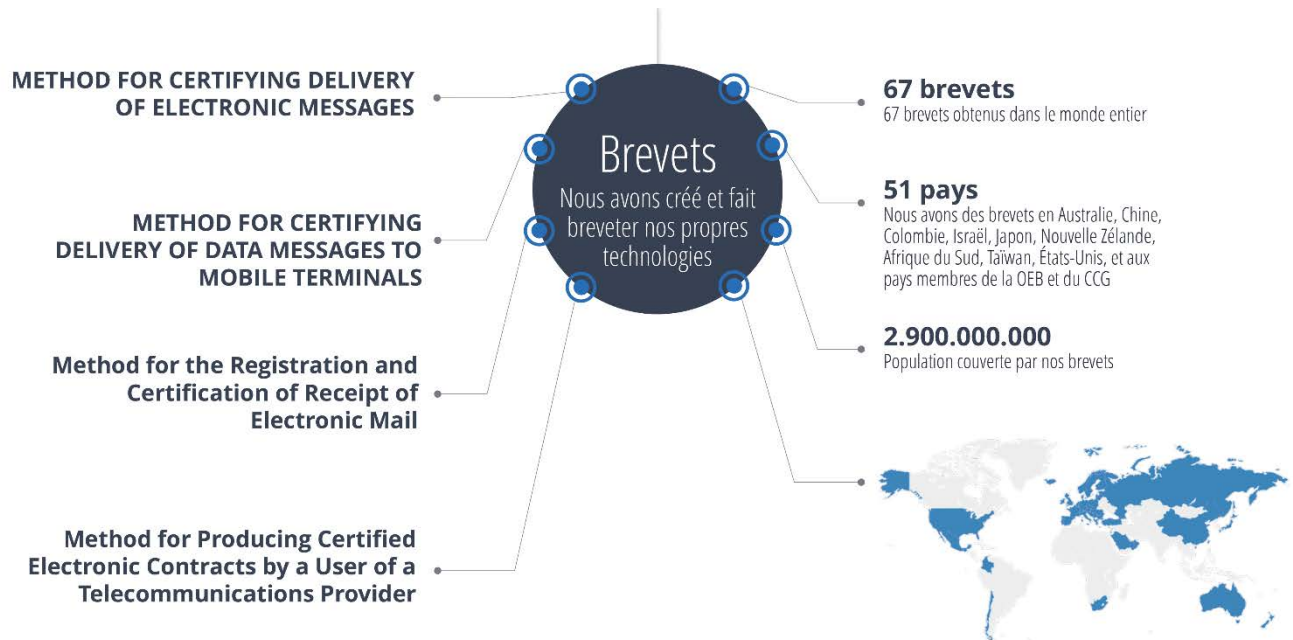 METHOD FOR CERTIFYING DELIVERY
OF ELECTRONIC MESSAGES
METHOD FOR CERTIFYING
DELIVERY OF DATA MESSAGES TO
MOBILE TERMINALS
Method for the Registration and
Certification of Receipt of
Electronic Mail
Method for Producing Certified
Electronic Contracts by a User of a
Telecommunications Provider
Brevets
Nous avons créé et fait
breveter nos propres
technologies
67 brevets
67 brevets obtenus dans le monde entier
51 pays
Nous avons des brevets en Australie, Chine,
Colombie, Israël, Japon, Nouvelle Zélande,
Afrique du Sud, Taïwan, États-Unis, et aux
pays membres de la OEB et du CCG
2.900.000.000
Population couverte par nos brevets